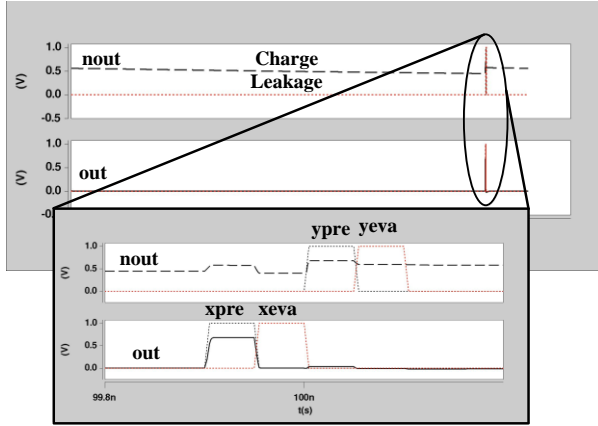 nout
Charge
Leakage
(V)
1.0
0.5
0.0
-0.5
out
(V)
1.0
0.5
0.0
ypre yeva
nout
(V)
1.0
0.5
0.0
xpre xeva
out
(V)
1.0
0.5
0.0
99.8n
100n
t(s)